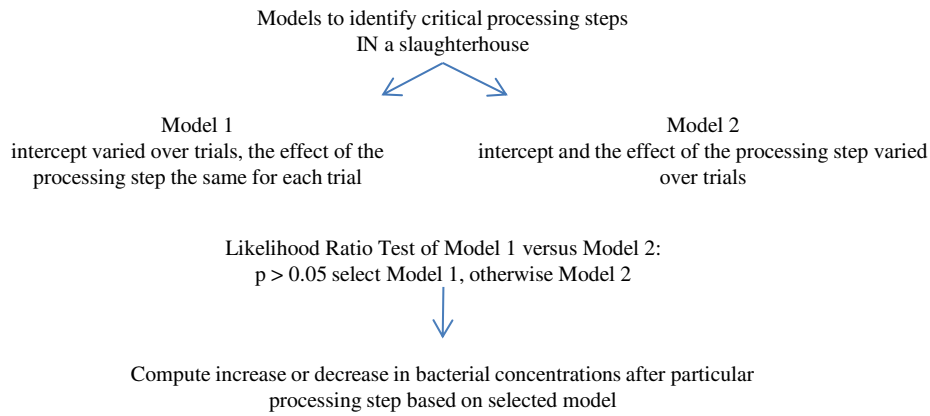 Models to identify critical processing steps
IN a slaughterhouse
Model 1
intercept varied over trials, the effect of the
processing step the same for each trial
Model 2
intercept and the effect of the processing step varied
over trials
Likelihood Ratio Test of Model 1 versus Model 2:
p > 0.05 select Model 1, otherwise Model 2
Compute increase or decrease in bacterial concentrations after particular
processing step based on selected model